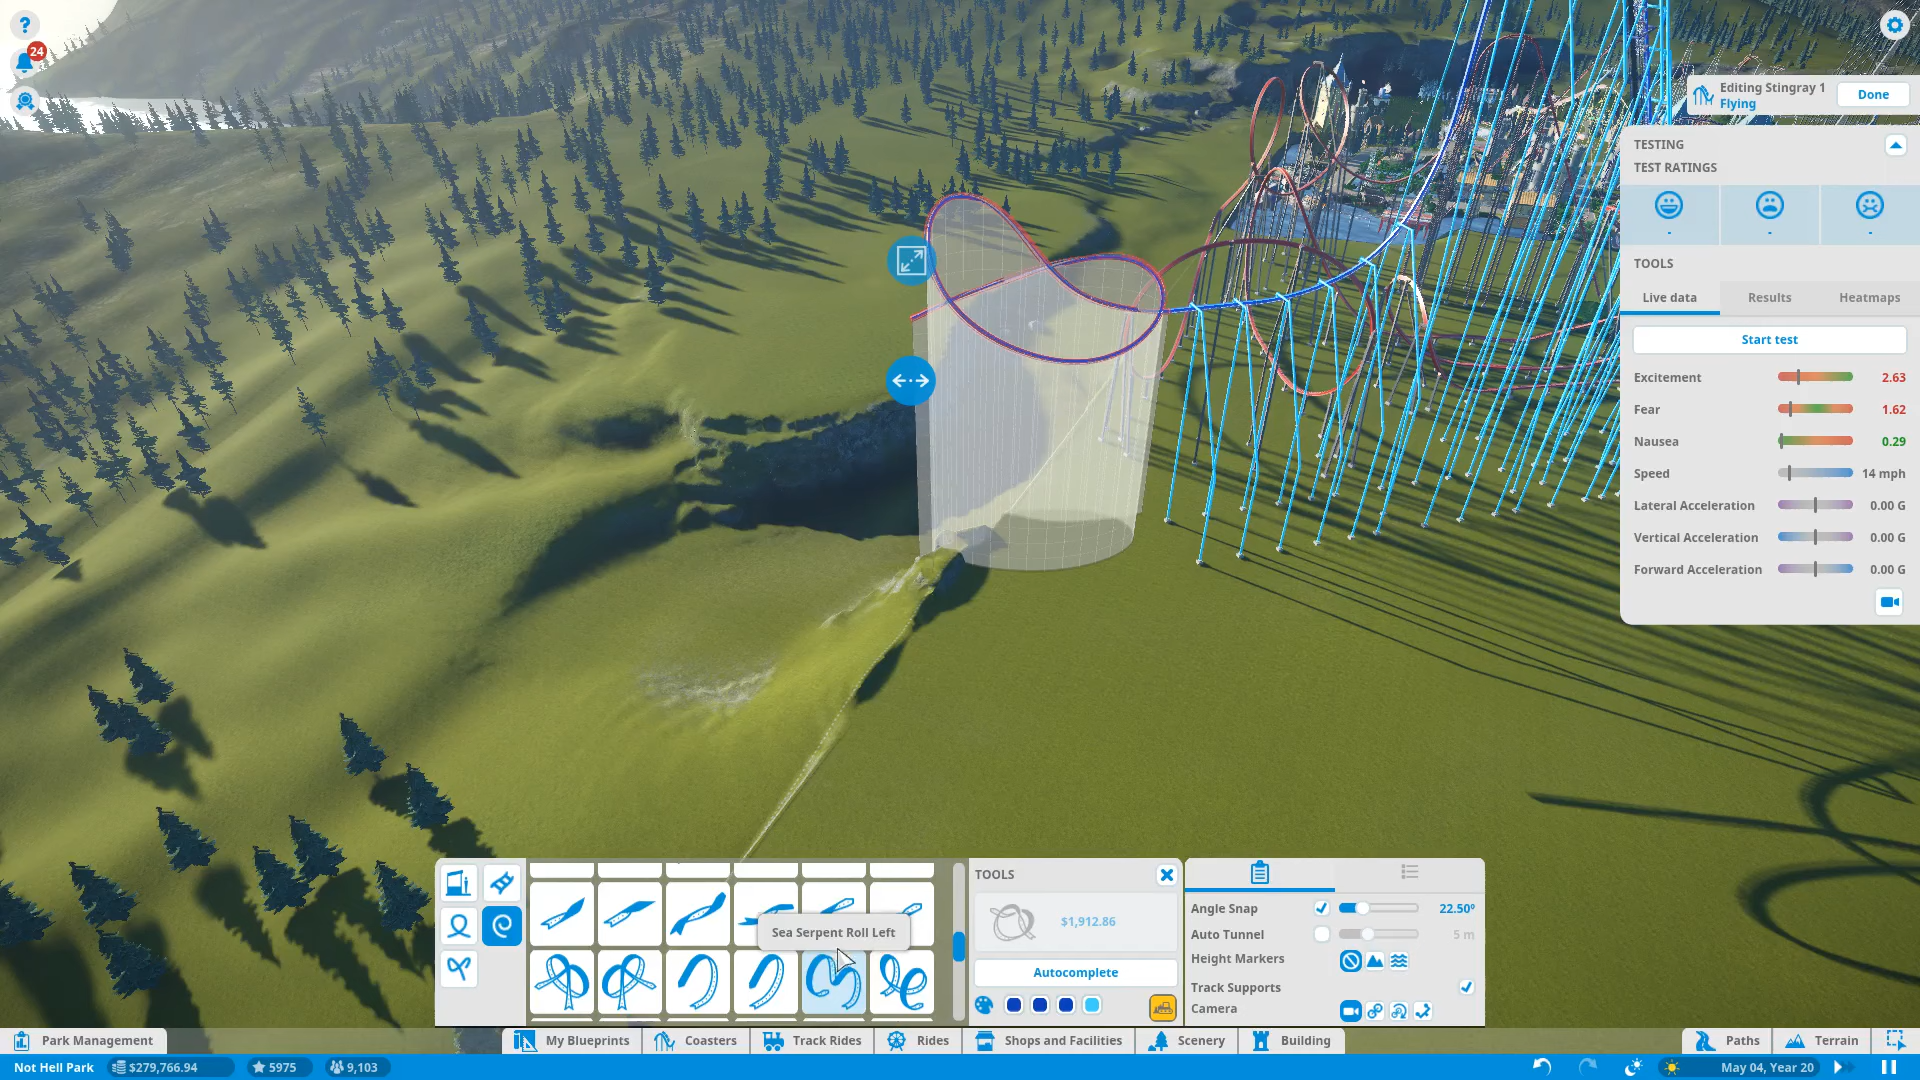 ?
24
Editing Stingray 1
Flying
Done
TESTING
TEST RATINGS
-
-
-
TOOLS
Live data
Results
Heatmaps
Start test
Excitement
2.63
Fear
1.62
Nausea
0.29
Speed
14 mph
Lateral Acceleration
0.00 G
Vertical Acceleration
0.00 G
Forward Acceleration
0.00 G
Sea Serpent Roll Left
TOOLS
$1,912.86
Autocomplete
Angle Snap
22.50°
Auto Tunnel
5 m
Height Markers
Track Supports
Camera
Park Management
My Blueprints
Coasters
Track Rides
Rides
Shops and Facilities
Scenery
Building
Paths
Terrain
Not Hell Park
$279,766.94
5975
9,103
May 04, Year 20